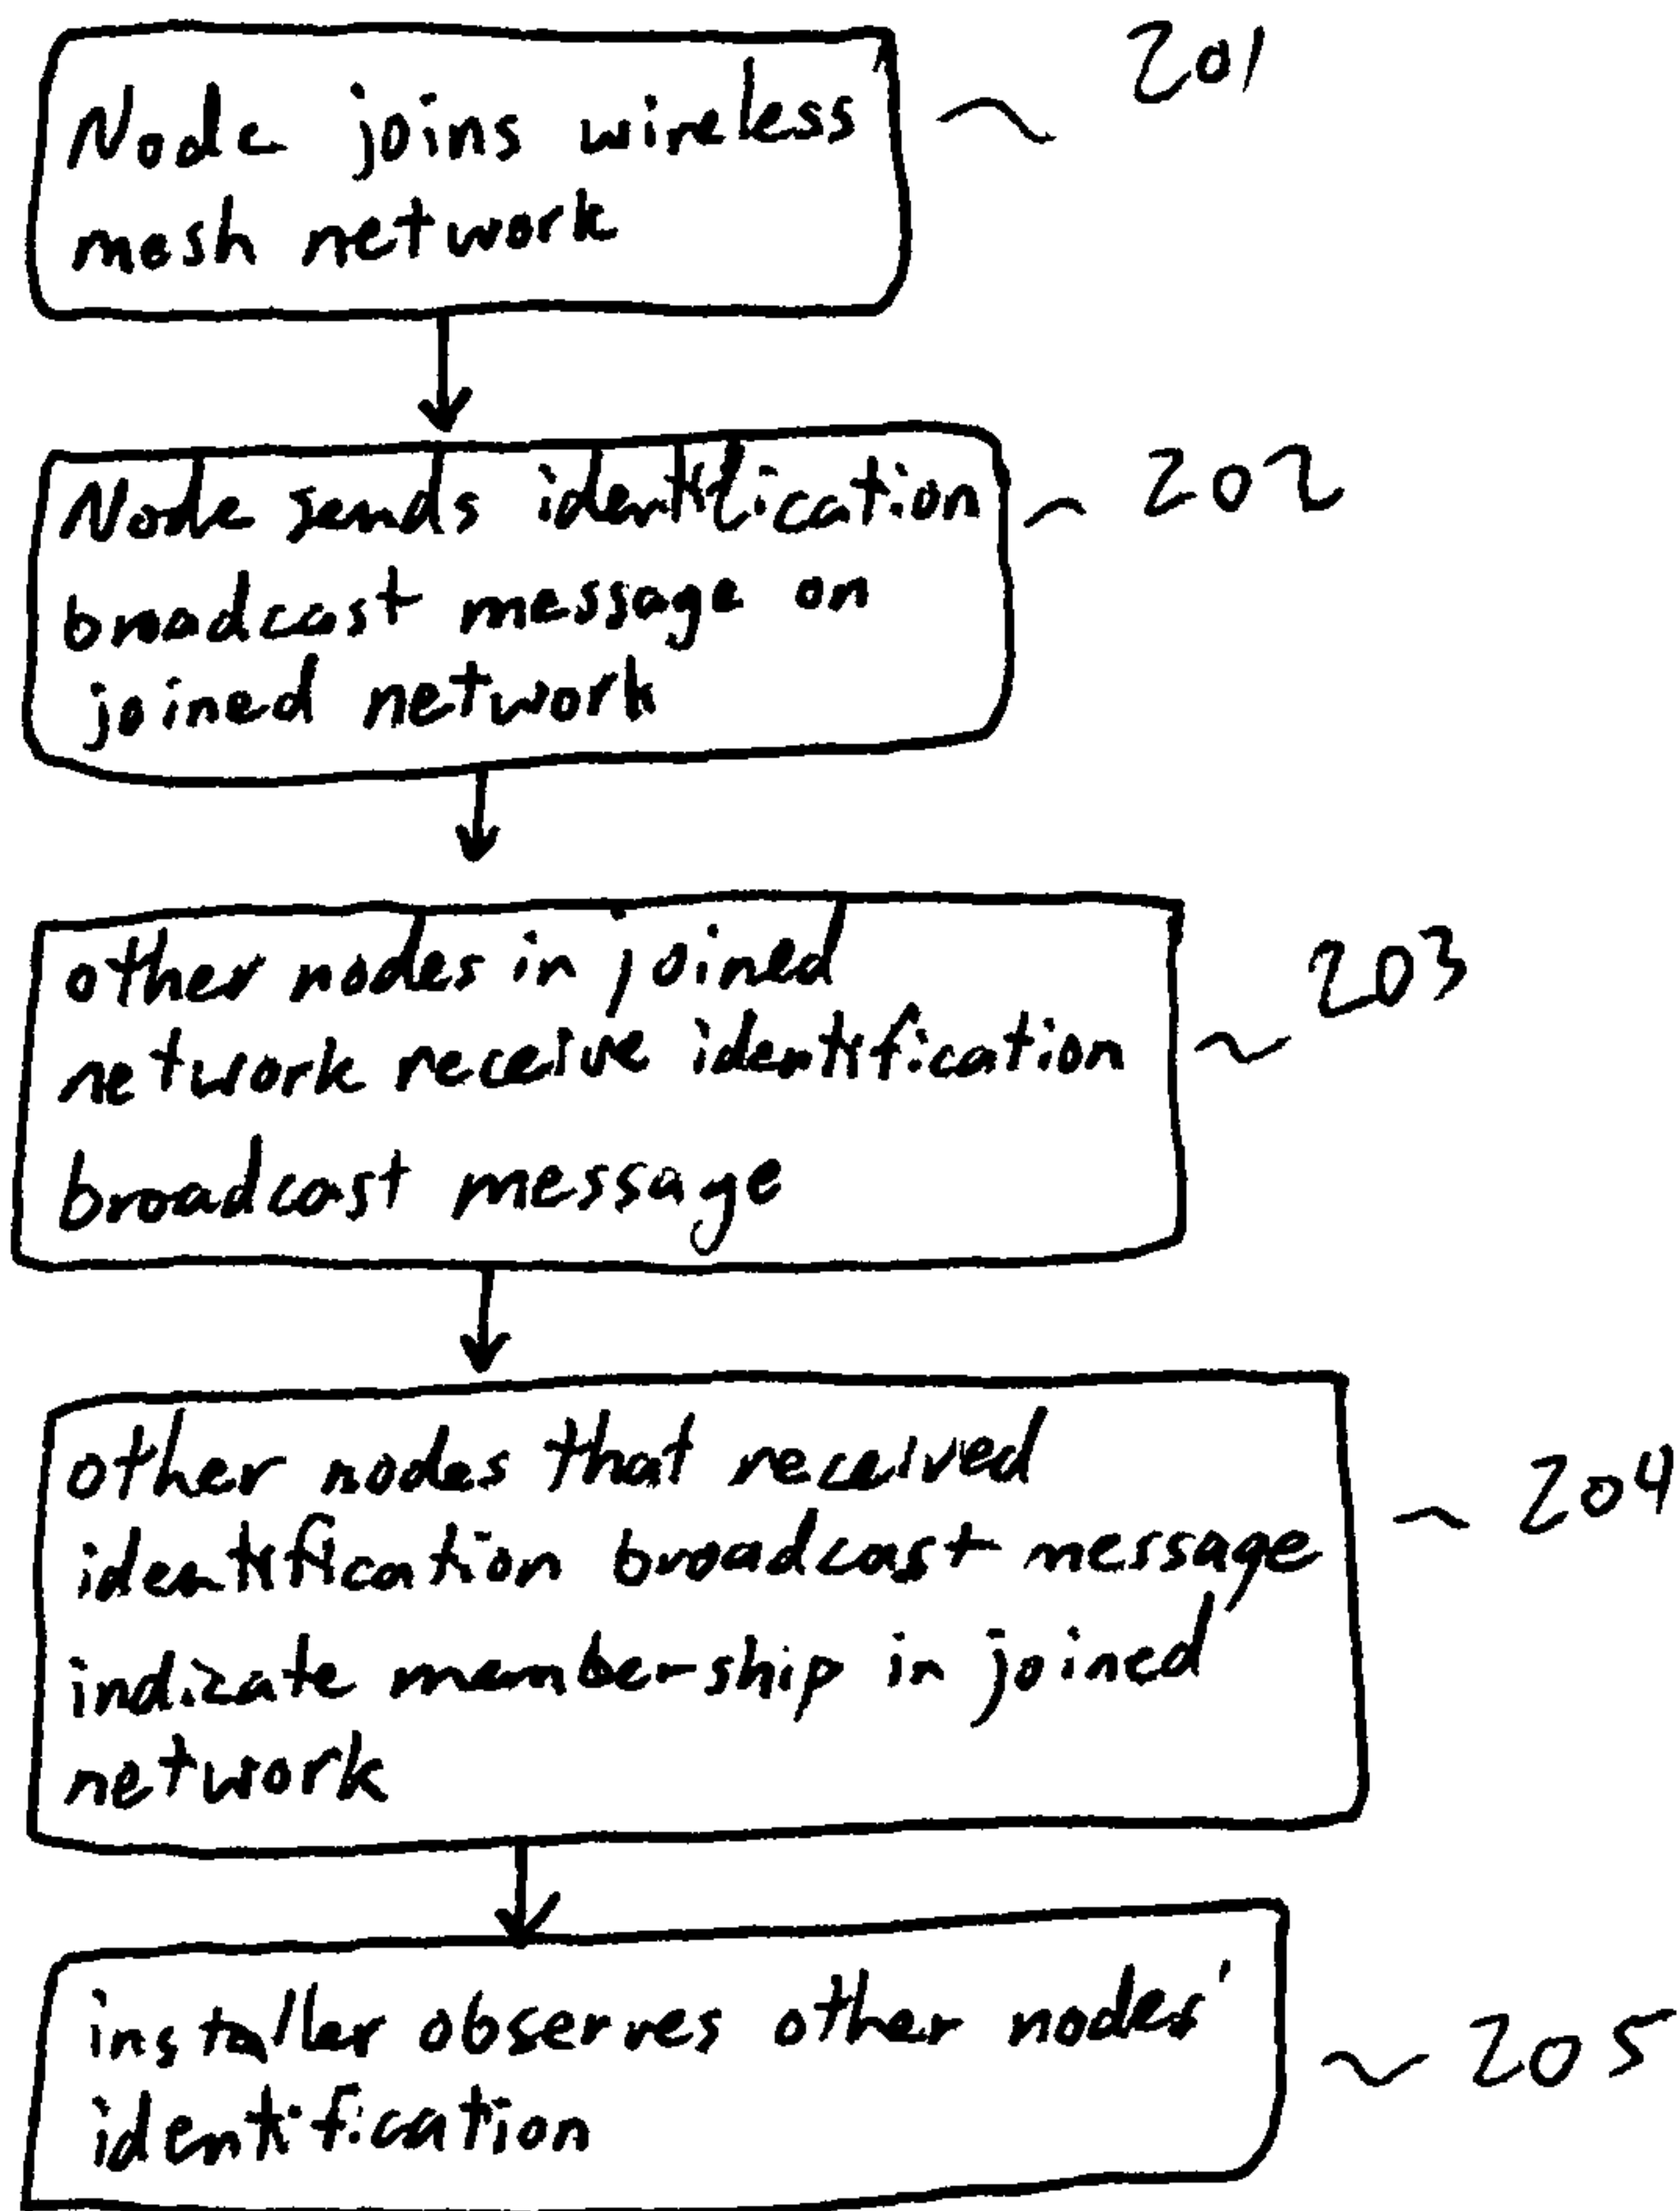 Node joins wireless
mesh network
201
Node sends identification
broadcast message on
joined network
202
other nodes in joined
network receive identification
broadcast message
203
other nodes that received
identification broadcast message
indicate member-ship in joined
network
204
installer observes other nodes'
identification
205